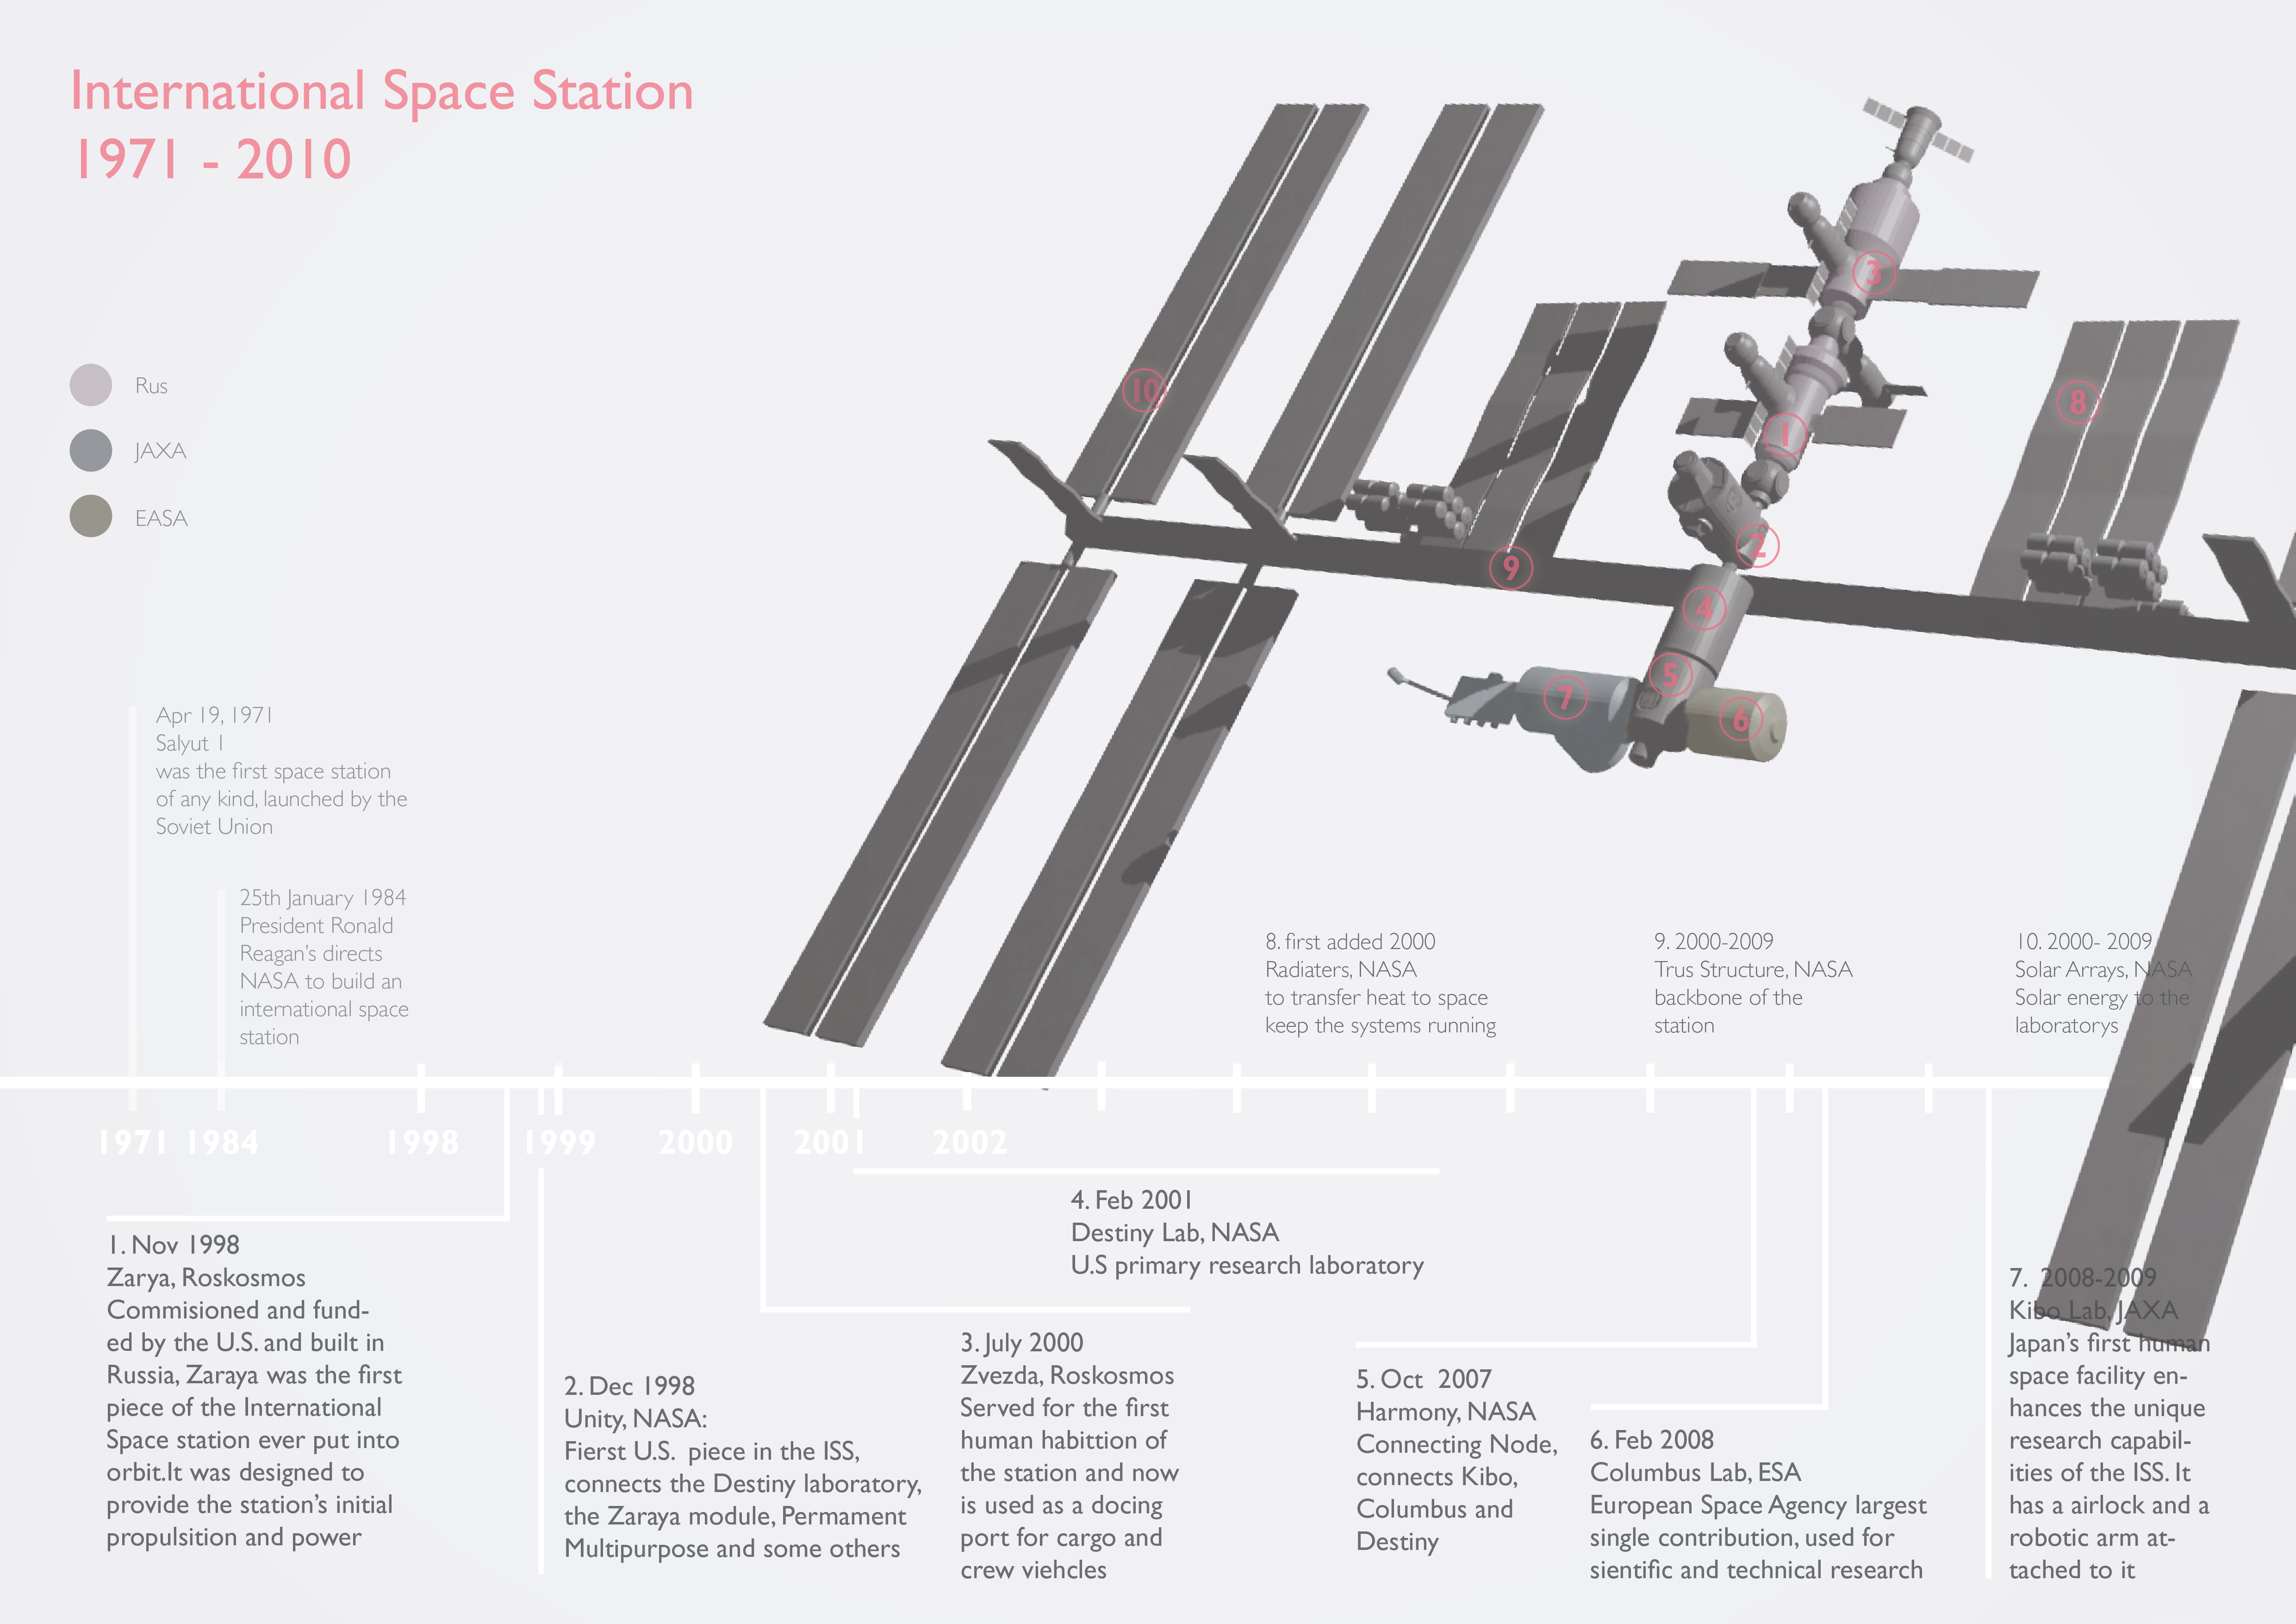 International Space Station
1971 - 2010
Rus
JAXA
EASA
10
3
1
8
2
9
4
5
7
6
Apr 19, 1971
Salyut 1
was the first space station
of any kind, launched by the
Soviet Union
25th January 1984
President Ronald
Reagan's directs
NASA to build an
international space
station
8. first added 2000
Radiaters, NASA
to transfer heat to space
keep the systems running
9. 2000-2009
Trus Structure, NASA
backbone of the
station
10. 2000- 2009
Solar Arrays, NASA
Solar energy to the
laboratorys
1971 1984 1998 1999 2000 2001 2002
1. Nov 1998
Zarya, Roskosmos
Commisioned and fund-
ed by the U.S. and built in
Russia, Zaraya was the first
piece of the International
Space station ever put into
orbit.It was designed to
provide the station's initial
propulsition and power
2. Dec 1998
Unity, NASA:
Fierst U.S.  piece in the ISS,
connects the Destiny laboratory,
the Zaraya module, Permament
Multipurpose and some others
3. July 2000
Zvezda, Roskosmos
Served for the first
human habittion of
the station and now
is used as a docing
port for cargo and
crew viehcles
4. Feb 2001
Destiny Lab, NASA
U.S primary research laboratory
5. Oct  2007
Harmony, NASA
Connecting Node,
connects Kibo,
Columbus and
Destiny
6. Feb 2008
Columbus Lab, ESA
European Space Agency largest
single contribution, used for
sientific and technical research
7.  2008-2009
Kibo Lab, JAXA
Japan's first human
space facility en-
hances the unique
research capabil-
ities of the ISS. It
has a airlock and a
robotic arm at-
tached to it